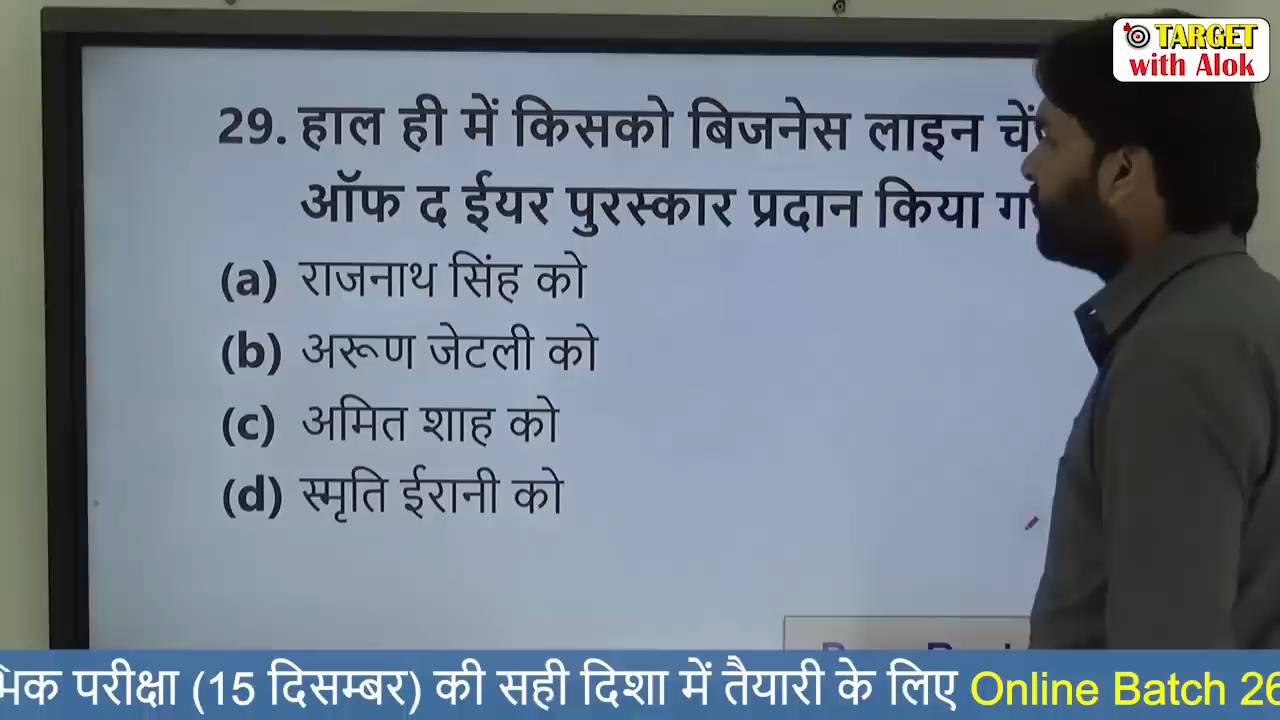 TARGET
with Alok
29. हाल ही में किसको बिजनेस लाइन
ऑफ द ईयर पुरस्कार प्रदान किया
(a) राजनाथ सिंह को
(b) अरूण जेटली को
(c) अमित शाह को
(d) स्मृति ईरानी को
परीक्षा (15 दिसम्बर) की सही दिशा में तैयारी के लिए Online Batch